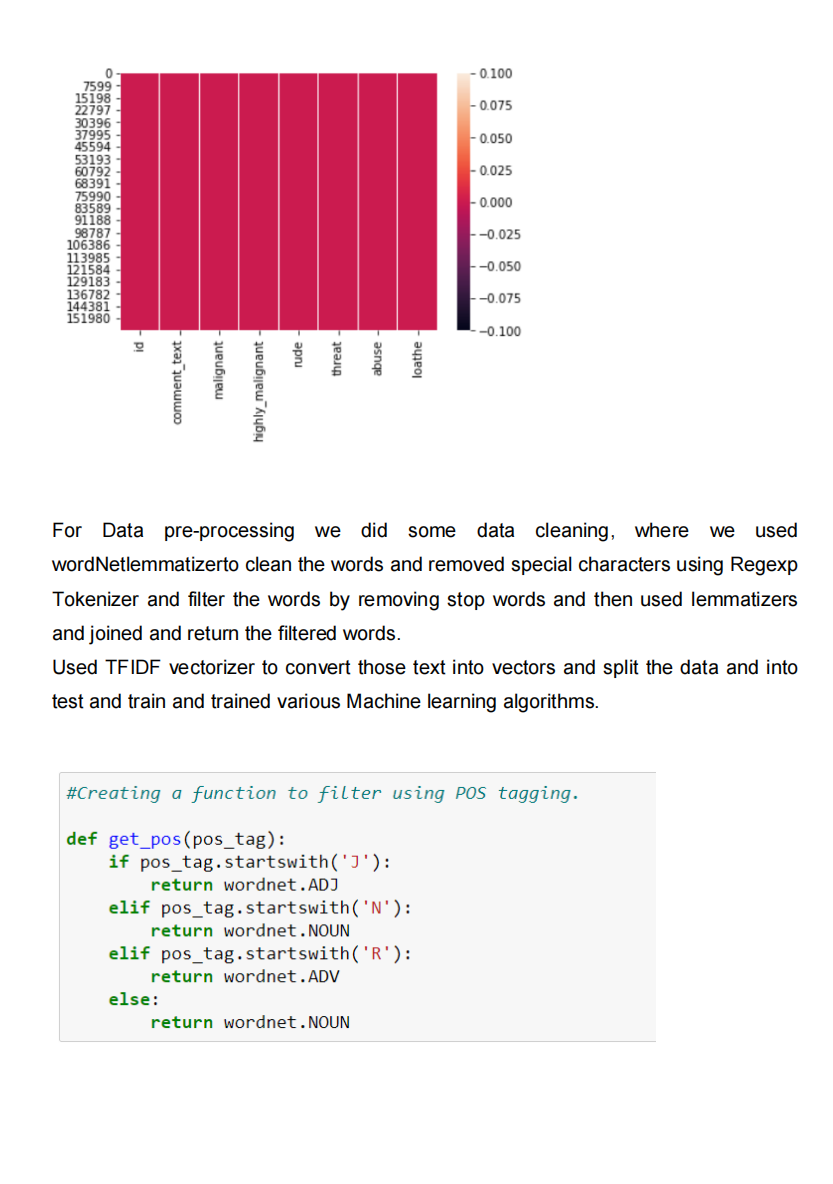 0
7599
15198
22797
30396
37995
45594
53193
60792
68391
75990
83589
91188
98787
106386
113985
121584
129183
136782
144381
151980
0.100
0.075
0.050
0.025
0.000
−0.025
−0.050
−0.075
−0.100
id
comment_text
malignant
highly_malignant
rude
threat
abuse
loathe
For Data pre-processing we did some data cleaning, where we used
wordNetlemmatizerto clean the words and removed special characters using Regexp
Tokenizer and filter the words by removing stop words and then used lemmatizers
and joined and return the filtered words.
Used TFIDF vectorizer to convert those text into vectors and split the data and into
test and train and trained various Machine learning algorithms.
#Creating a function to filter using POS tagging.
def get_pos(pos_tag):
    if pos_tag.startswith('J'):
        return wordnet.ADJ
    elif pos_tag.startswith('N'):
        return wordnet.NOUN
    elif pos_tag.startswith('R'):
        return wordnet.ADV
    else:
        return wordnet.NOUN